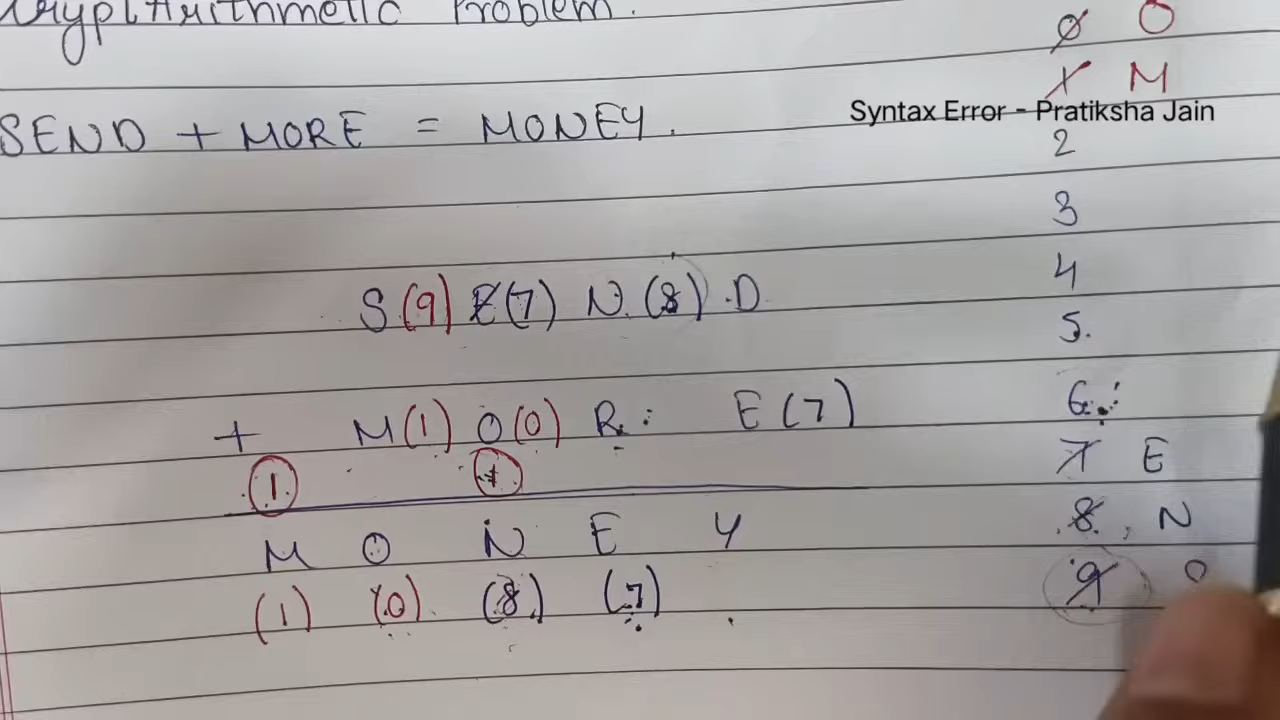 CryptArithmetic Problem.
0 O
1 M
Syntax Error - Pratiksha Jain
SEND + MORE = MONEY.
2
3
4
S (9) E (7) N (8) D
5.
6
+ M (1) O (0) R E (7)
7 E
1 1
8, N
M O N E Y
9
(1) (0) (8) (7)